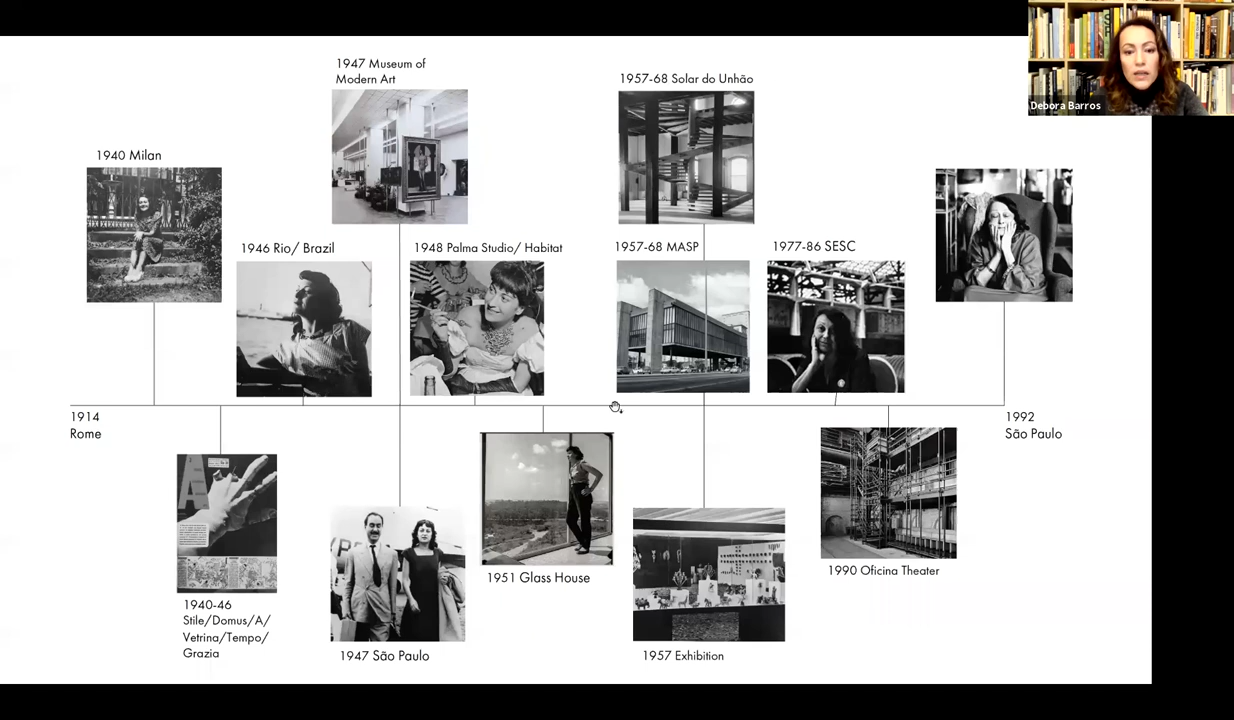 1947 Museum of
Modern Art
1957-68 Solar do Unhão
Debora Barros
1940 Milan
1946 Rio/ Brazil
1948 Palma Studio/ Habitat
1957-68 MASP
1977-86 SESC
1914
Rome
1992
São Paulo
A
1951 Glass House
1990 Oficina Theater
1940-46
Stile/Domus/A/
Vetrina/Tempo/
Grazia
1947 São Paulo
1957 Exhibition